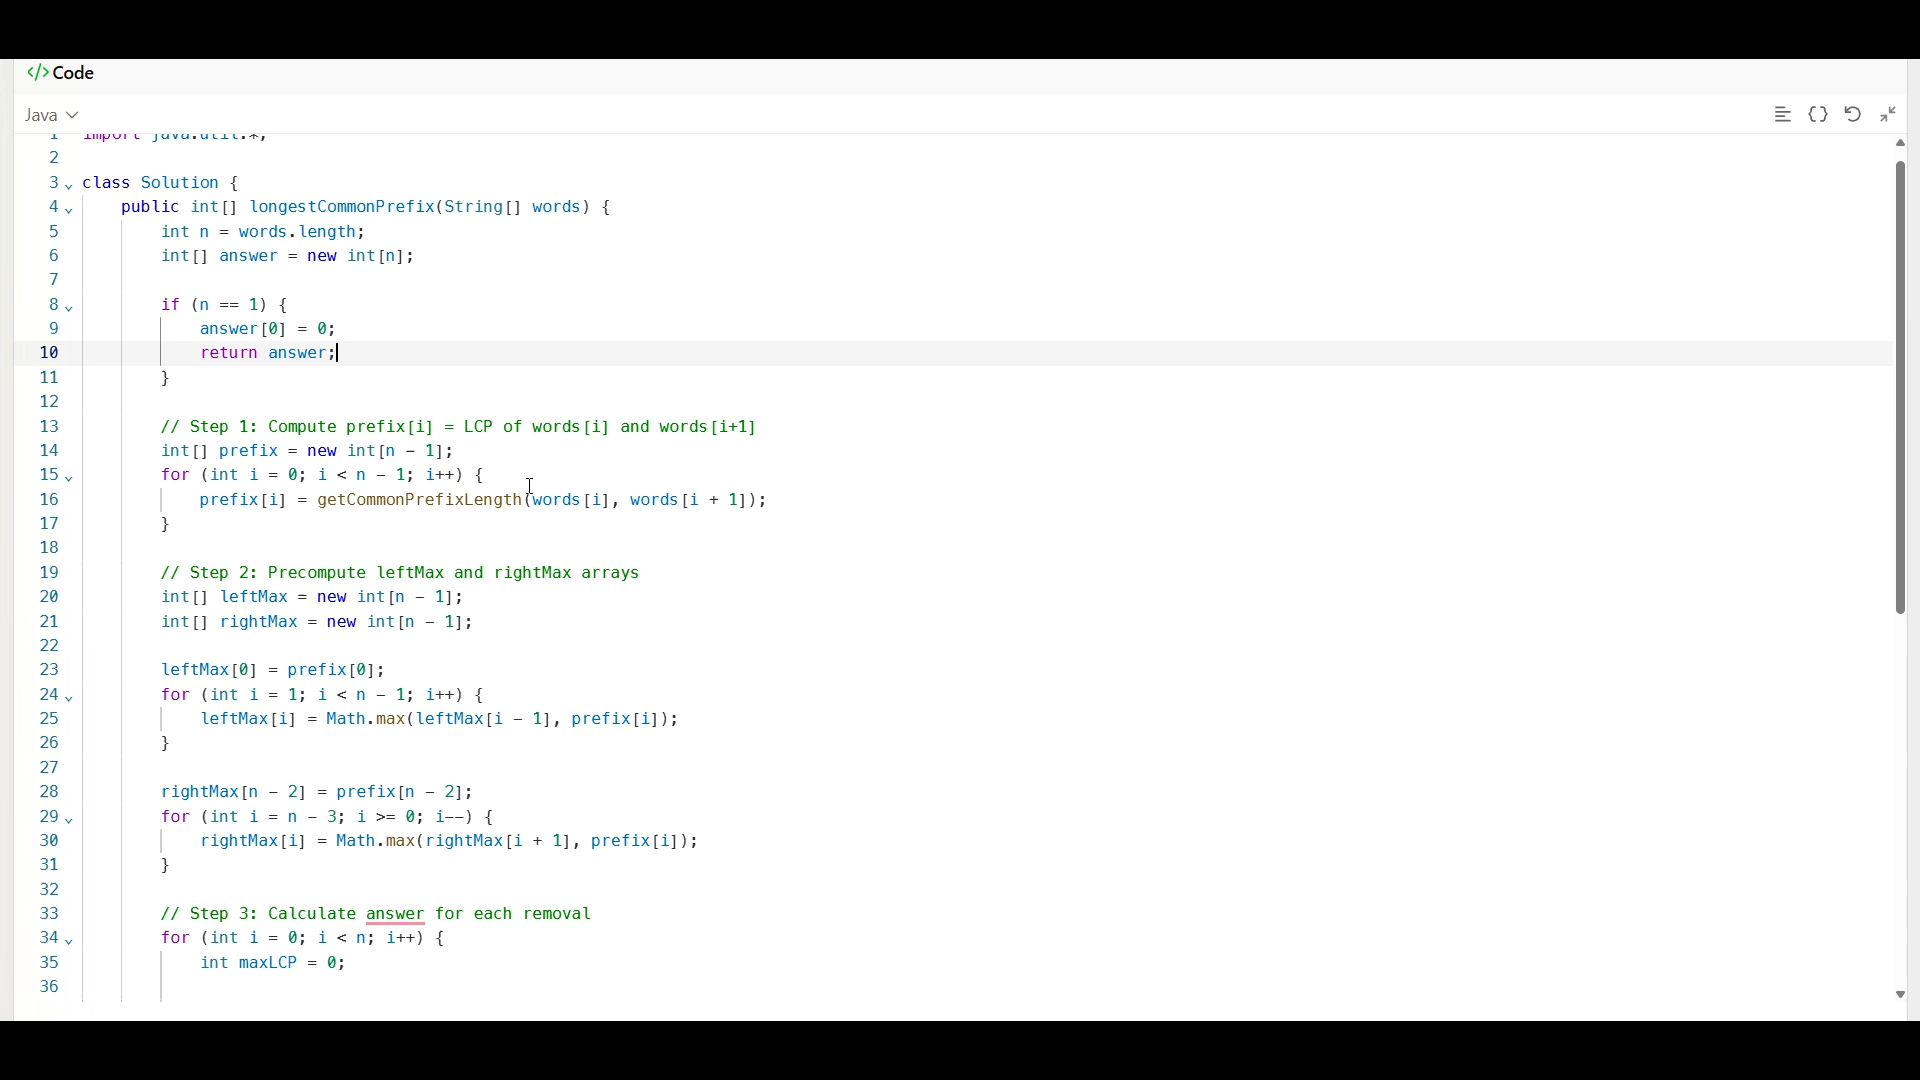 </> Code
Java
1 import java.util.*;
2
3 class Solution {
4 public int[] longestCommonPrefix(String[] words) {
5 int n = words.length;
6 int[] answer = new int[n];
7
8 if (n == 1) {
9 answer[0] = 0;
10 return answer;
11 }
12
13 // Step 1: Compute prefix[i] = LCP of words[i] and words[i+1]
14 int[] prefix = new int[n - 1];
15 for (int i = 0; i < n - 1; i++) {
16 prefix[i] = getCommonPrefixLength(words[i], words[i + 1]);
17 }
18
19 // Step 2: Precompute leftMax and rightMax arrays
20 int[] leftMax = new int[n - 1];
21 int[] rightMax = new int[n - 1];
22
23 leftMax[0] = prefix[0];
24 for (int i = 1; i < n - 1; i++) {
25 leftMax[i] = Math.max(leftMax[i - 1], prefix[i]);
26 }
27
28 rightMax[n - 2] = prefix[n - 2];
29 for (int i = n - 3; i >= 0; i--) {
30 rightMax[i] = Math.max(rightMax[i + 1], prefix[i]);
31 }
32
33 // Step 3: Calculate answer for each removal
34 for (int i = 0; i < n; i++) {
35 int maxLCP = 0;
36